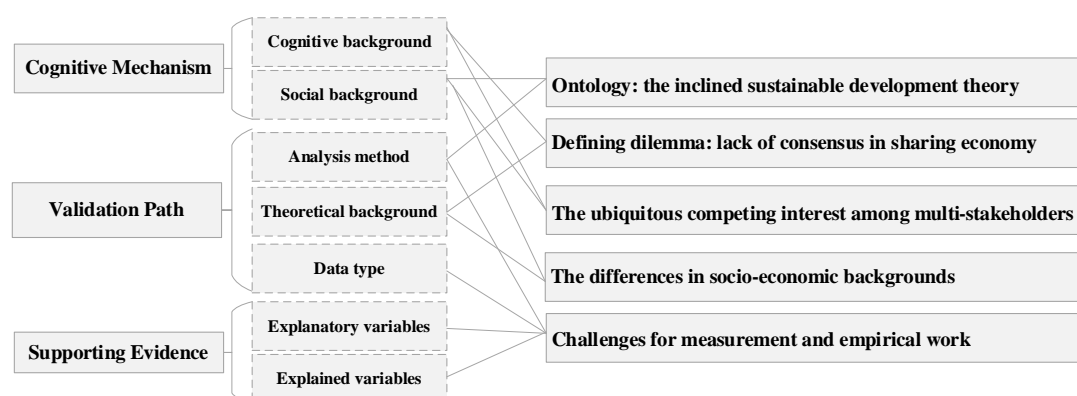 Cognitive Mechanism
Validation Path
Supporting Evidence
Cognitive background
Social background
Analysis method
Theoretical background
Data type
Explanatory variables
Explained variables
Ontology: the inclined sustainable development theory
Defining dilemma: lack of consensus in sharing economy
The ubiquitous competing interest among multi-stakeholders
The differences in socio-economic backgrounds
Challenges for measurement and empirical work